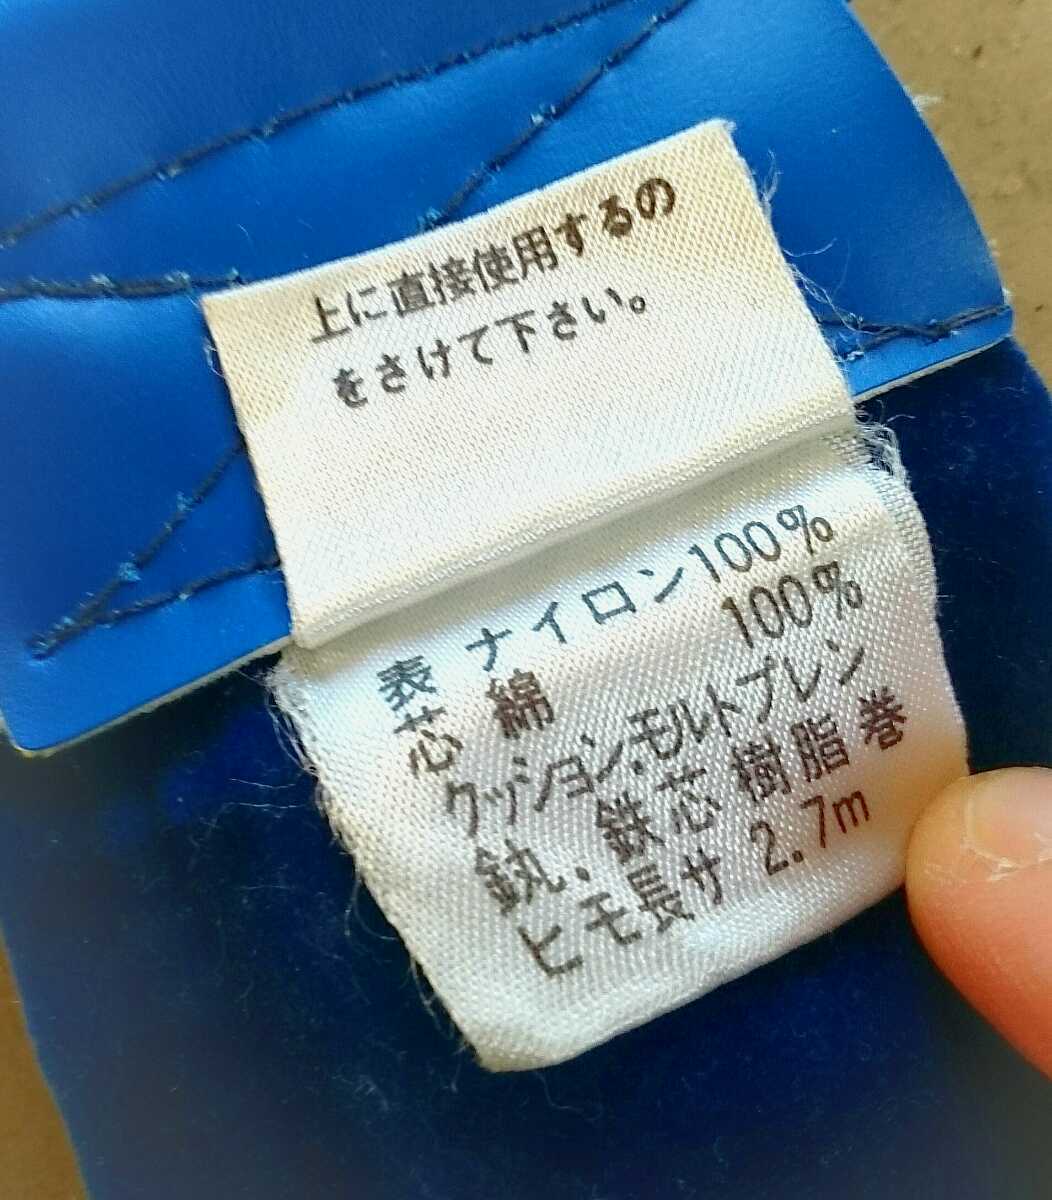 上に直接使用するの
をさけて下さい。
表 ナイロン100%
芯 綿 100%
クッション.モルトプレン
釻.鉄芯樹脂巻
ヒモ長サ 2.7m